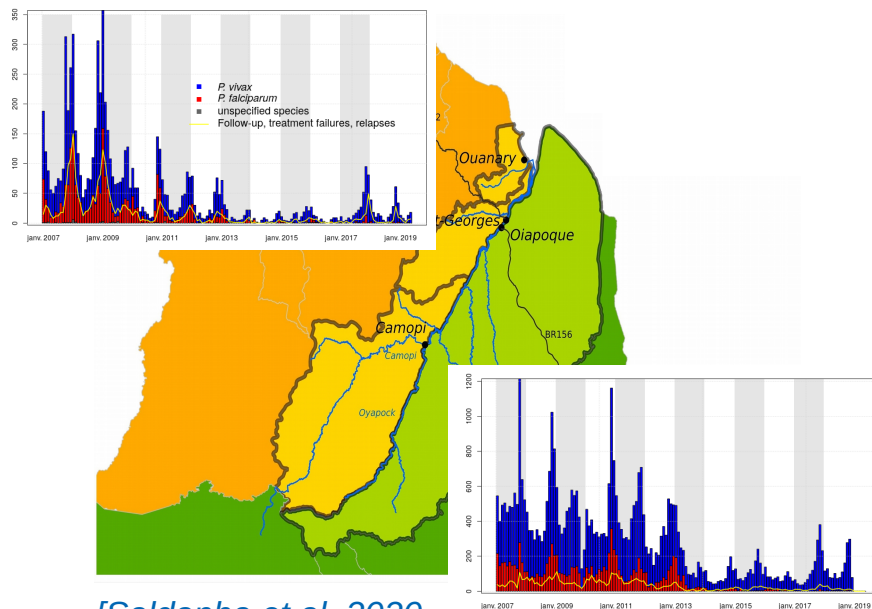 350
300
250
200
150
100
50
0
P. vivax
P. falciparum
unspecified species
Follow-up, treatment failures, relapses
janv. 2007
janv. 2009
janv. 2011
janv. 2013
janv. 2015
janv. 2017
janv. 2019
2
Ouanary
Georges
Oiapoque
Camopi
Camopi
BR156
Oyapock
1200
1000
800
600
400
200
0
janv. 2007
janv. 2009
janv. 2011
janv. 2013
janv. 2015
janv. 2017
janv. 2019